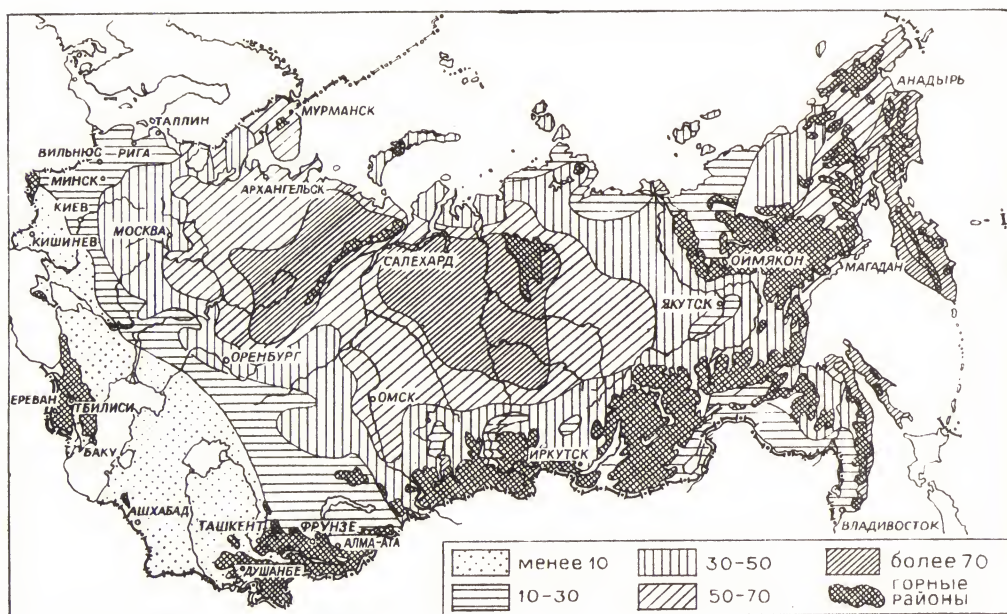 АНАДЫРЬ
МУРМАНСК
ТАЛЛИН
ВИЛЬНЮС РИГА
МИНСК
АРХАНГЕЛЬСК
КИЕВ
МОСКВА
КИШИНЕВ
САЛЕХАРД
ОЙМЯКОН
МАГАДАН
ЯКУТСК
ОРЕНБУРГ
ОМСК
ЕРЕВАН
ТБИЛИСИ
ИРКУТСК
БАКУ
АШХАБАД
ТАШКЕНТ
ФРУНЗЕ
АЛМА-АТА
ВЛАДИВОСТОК
ДУШАНБЕ
менее 10
30-50
более 70
10-30
50-70
горные
районы